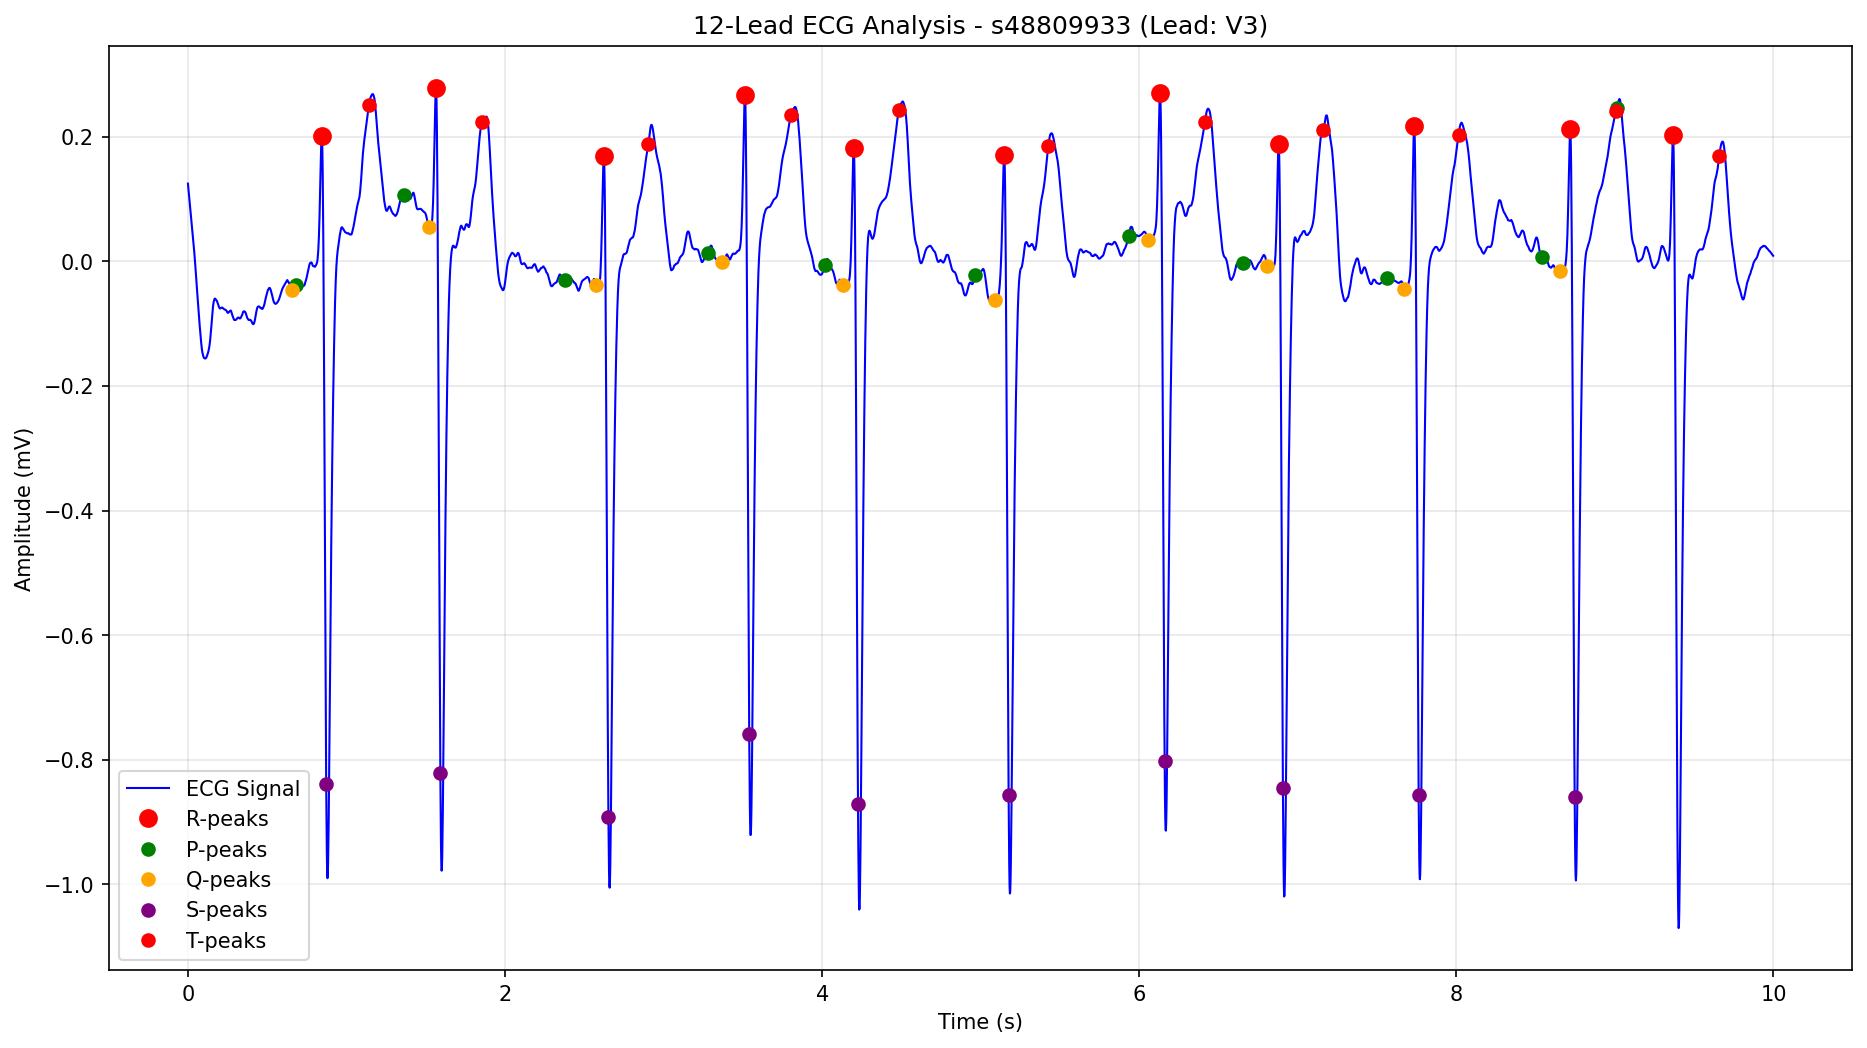 12-Lead ECG Analysis - s48809933 (Lead: V3)
Amplitude (mV)
0.2
0.0
−0.2
−0.4
−0.6
−0.8
−1.0
ECG Signal
R-peaks
P-peaks
Q-peaks
S-peaks
T-peaks
0 2 4 6 8 10
Time (s)